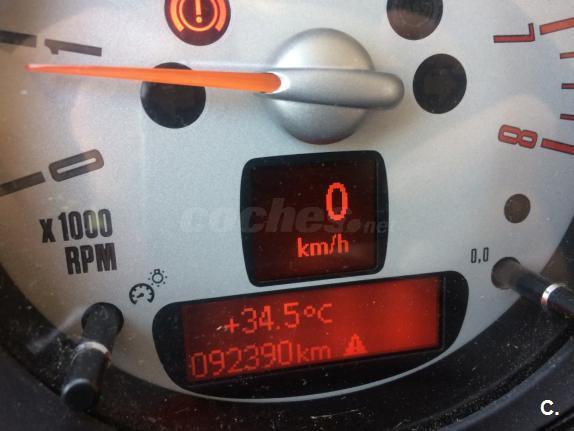 1
7
0
8
x 1000
RPM
0
km/h
coches.net
0,0
+34.5°C
092390km
c.